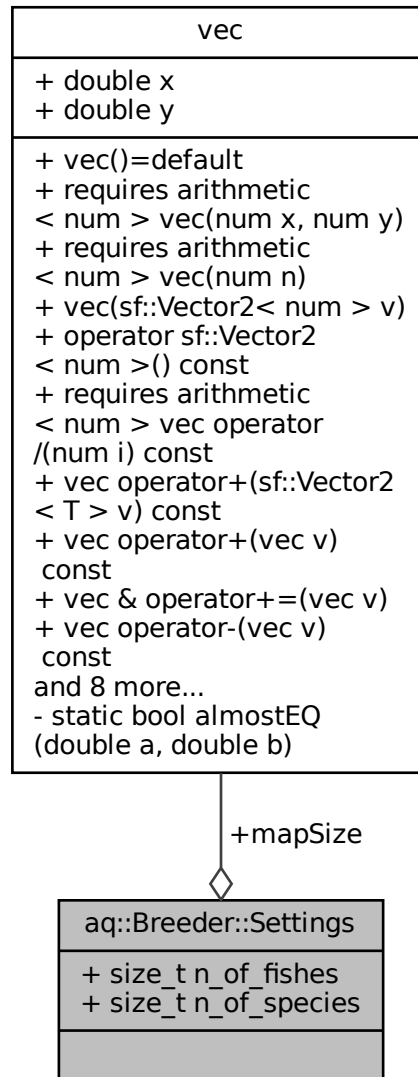 vec
+ double x
+ double y
+ vec()=default
+ requires arithmetic
< num > vec(num x, num y)
+ requires arithmetic
< num > vec(num n)
+ vec(sf::Vector2< num > v)
+ operator sf::Vector2
< num >() const
+ requires arithmetic
< num > vec operator
/(num i) const
+ vec operator+(sf::Vector2
< T > v) const
+ vec operator+(vec v)
const
+ vec & operator+=(vec v)
+ vec operator-(vec v)
const
and 8 more...
- static bool almostEQ
(double a, double b)
+mapSize
aq::Breeder::Settings
+ size_t n_of_fishes
+ size_t n_of_species